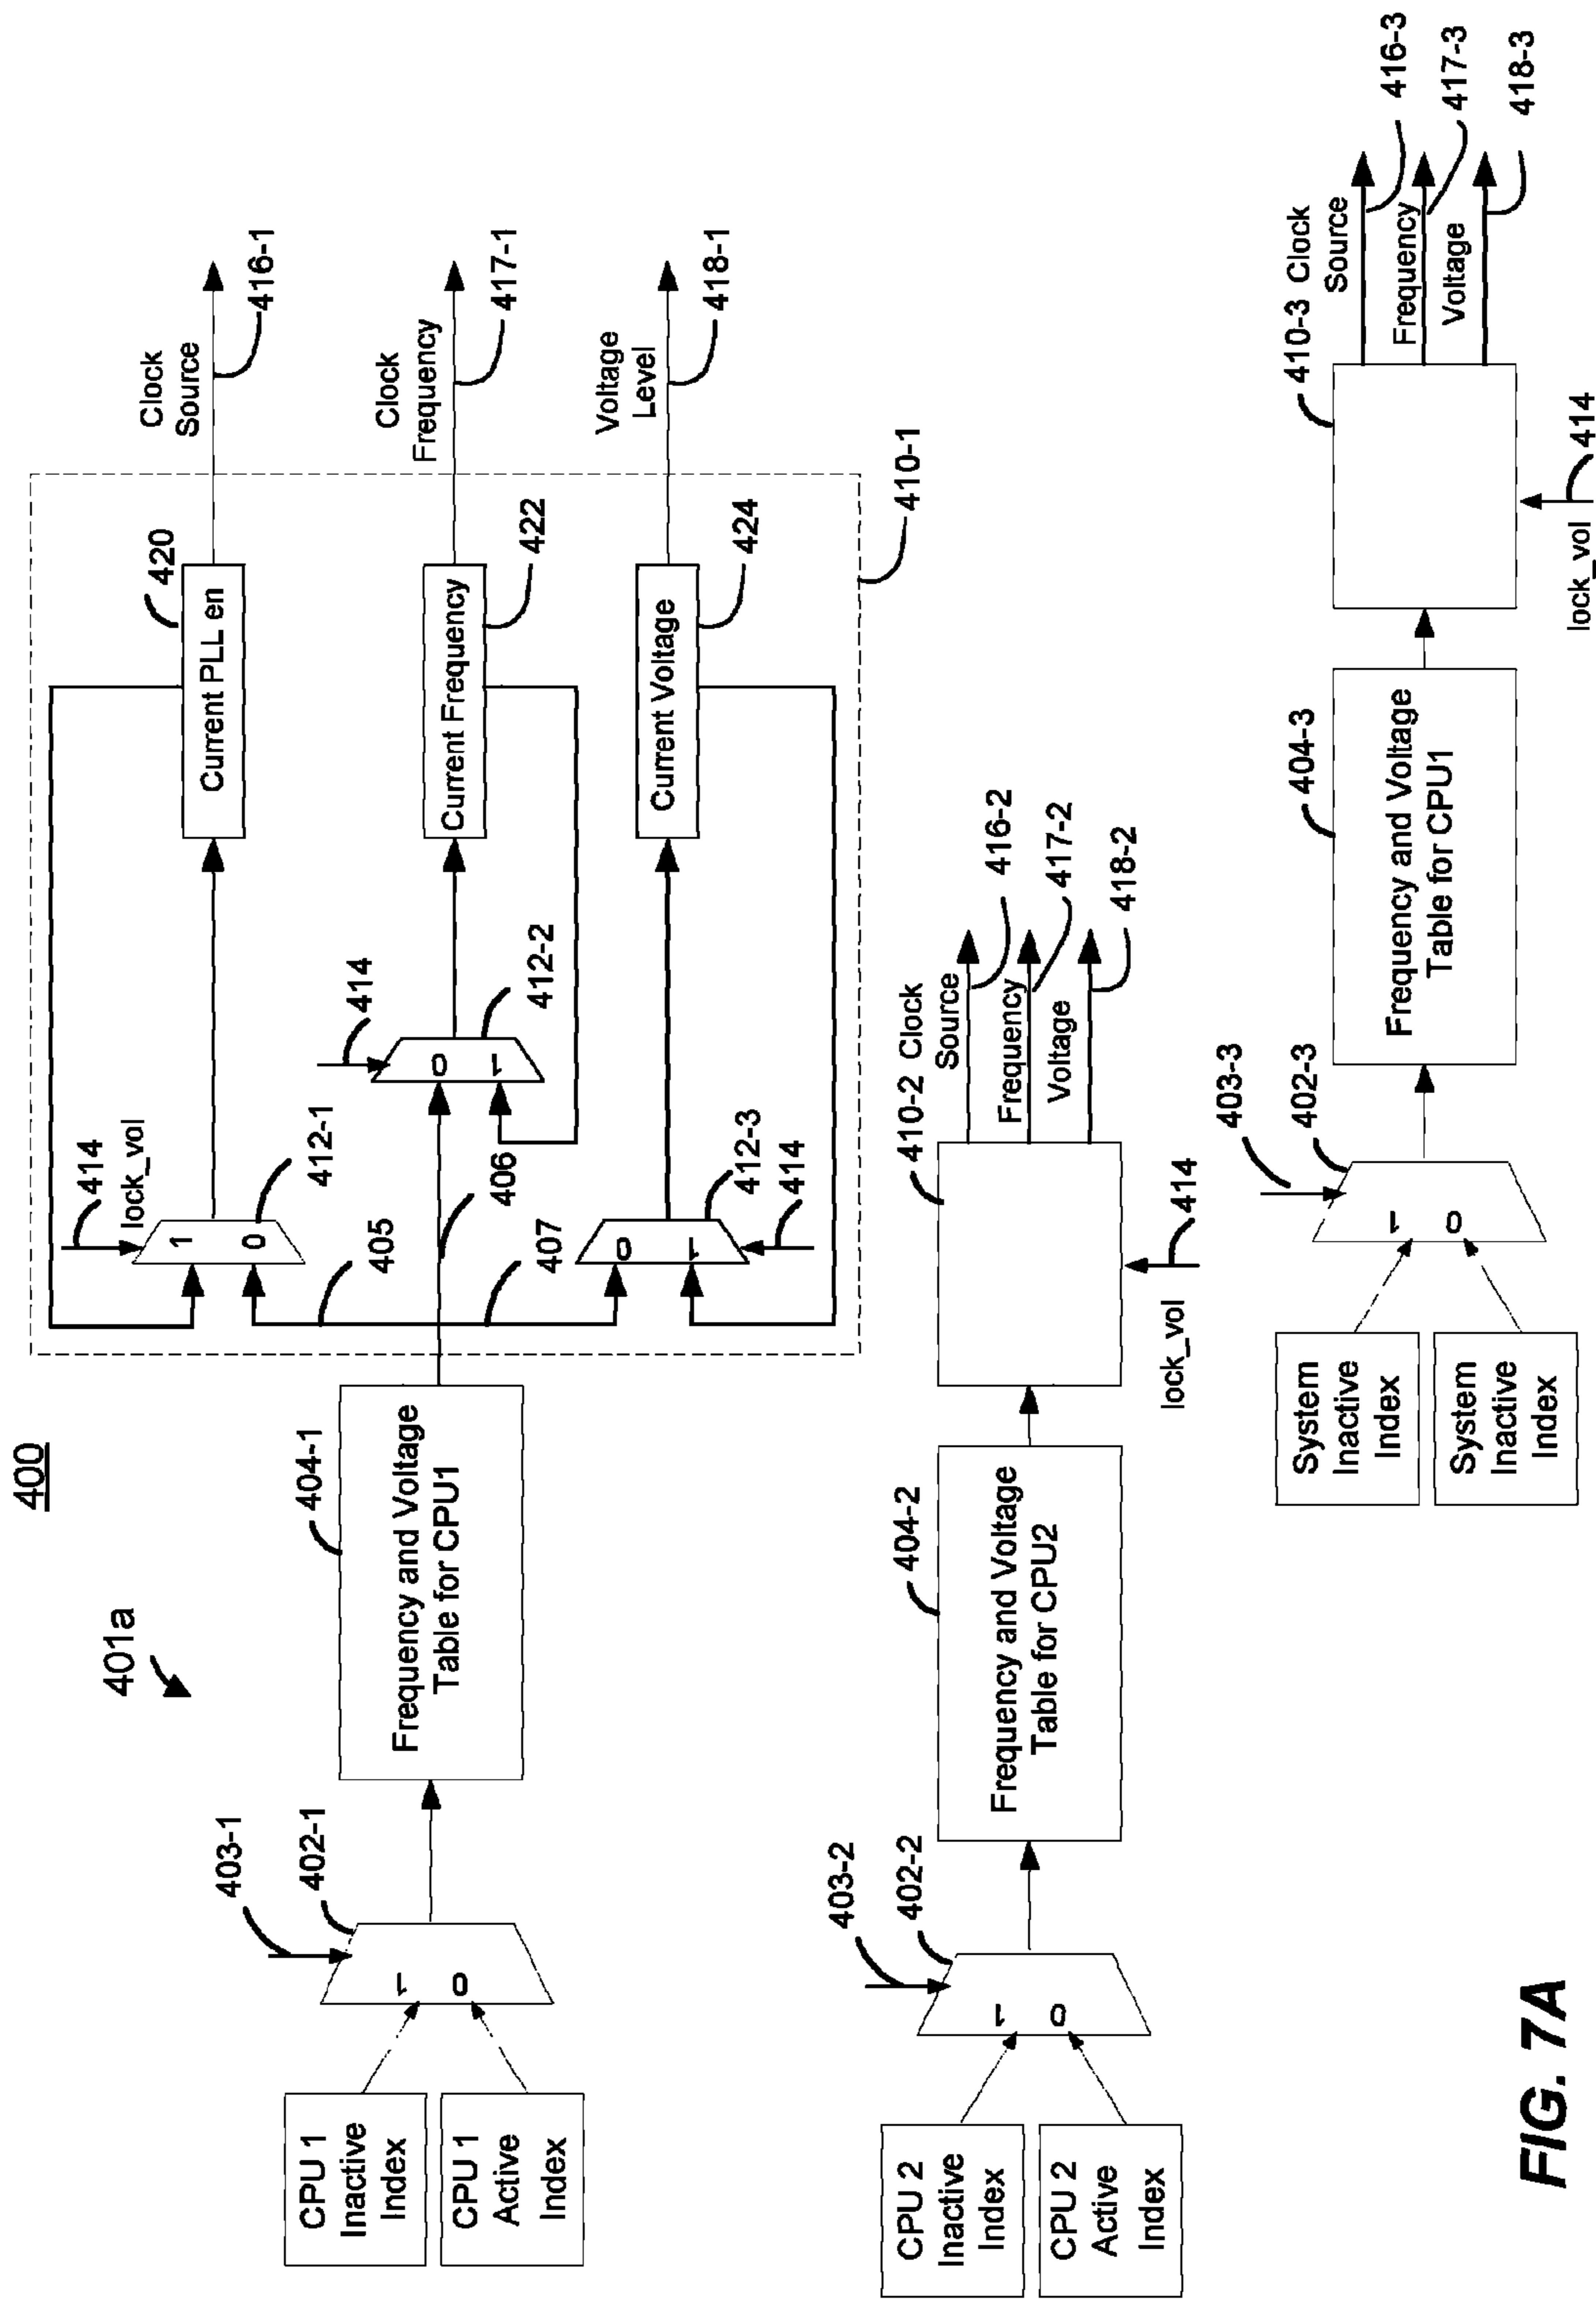 400
401a
403-1
402-1
CPU 1
Inactive
Index
CPU 1
Active
Index
1
0
404-1
Frequency and Voltage
Table for CPU1
414
lock_vol
1
0
412-1
405
406
407
414
0
1
412-2
0
1
412-3
414
420
Current PLL en
Current Frequency
422
Current Voltage
424
410-1
Clock
Source
416-1
Clock
Frequency
417-1
Voltage
Level
418-1
403-2
402-2
CPU 2
Inactive
Index
CPU 2
Active
Index
1
0
404-2
Frequency and Voltage
Table for CPU2
410-2
lock_vol
414
Clock
Source
Frequency
Voltage
416-2
417-2
418-2
403-3
402-3
System
Inactive
Index
System
Inactive
Index
1
0
404-3
Frequency and Voltage
Table for CPU1
410-3
lock_vol
414
Clock
Source
Frequency
Voltage
416-3
417-3
418-3
FIG. 7A